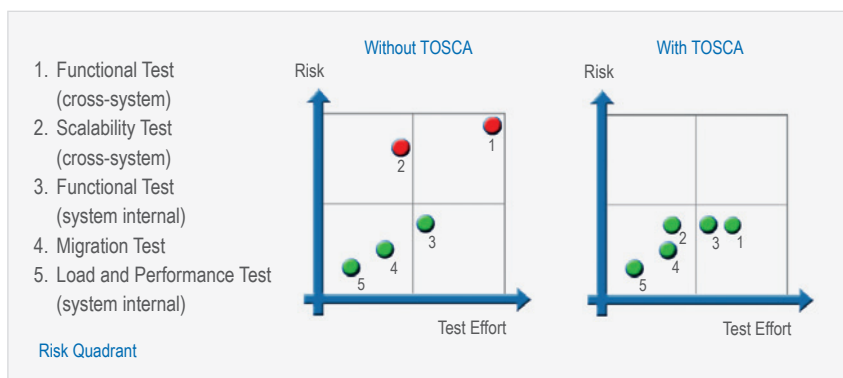 1. Functional Test
(cross-system)
2. Scalability Test
(cross-system)
3. Functional Test
(system internal)
4. Migration Test
5. Load and Performance Test
(system internal)
Risk Quadrant
Without TOSCA
Risk
1
2
3
4
5
Test Effort
With TOSCA
Risk
2
3
1
4
5
Test Effort